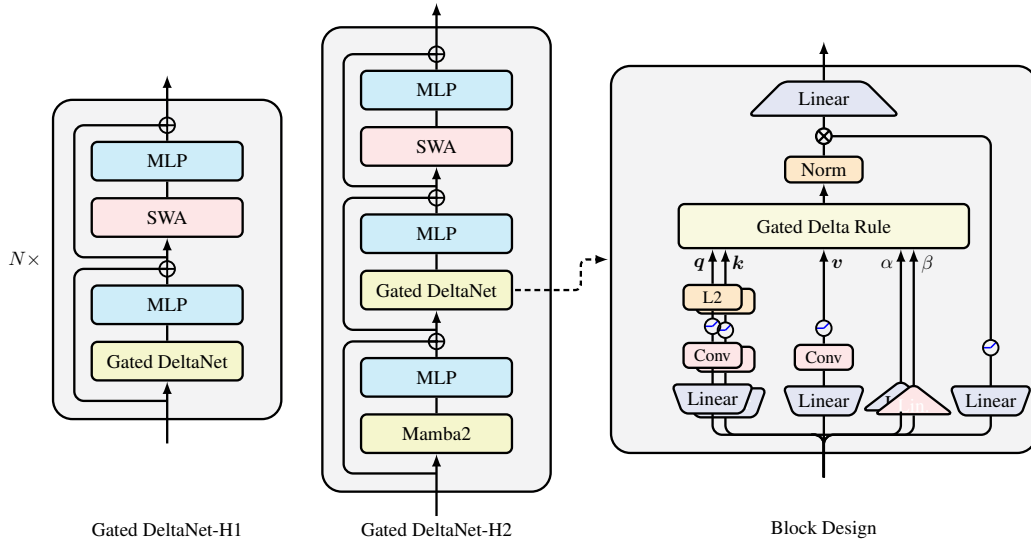 N×
MLP
SWA
MLP
Gated DeltaNet
Gated DeltaNet-H1
MLP
SWA
MLP
Gated DeltaNet
MLP
Mamba2
Gated DeltaNet-H2
Linear
Norm
Gated Delta Rule
q k v α β
L2
Conv Conv
Linear Linear Lin. Linear
Block Design